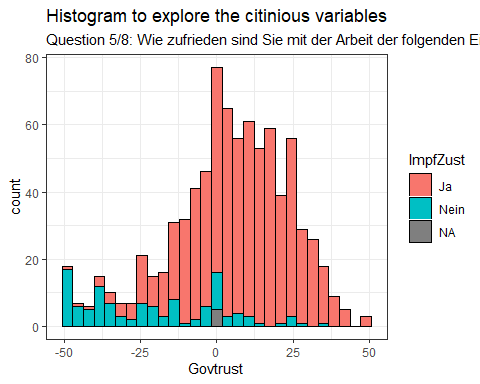 Histogram to explore the citinious variables
Question 5/8: Wie zufrieden sind Sie mit der Arbeit der folgenden
80
60
40
20
0
count
-50
-25
0
25
50
Govtrust
ImpfZust
Ja
Nein
NA